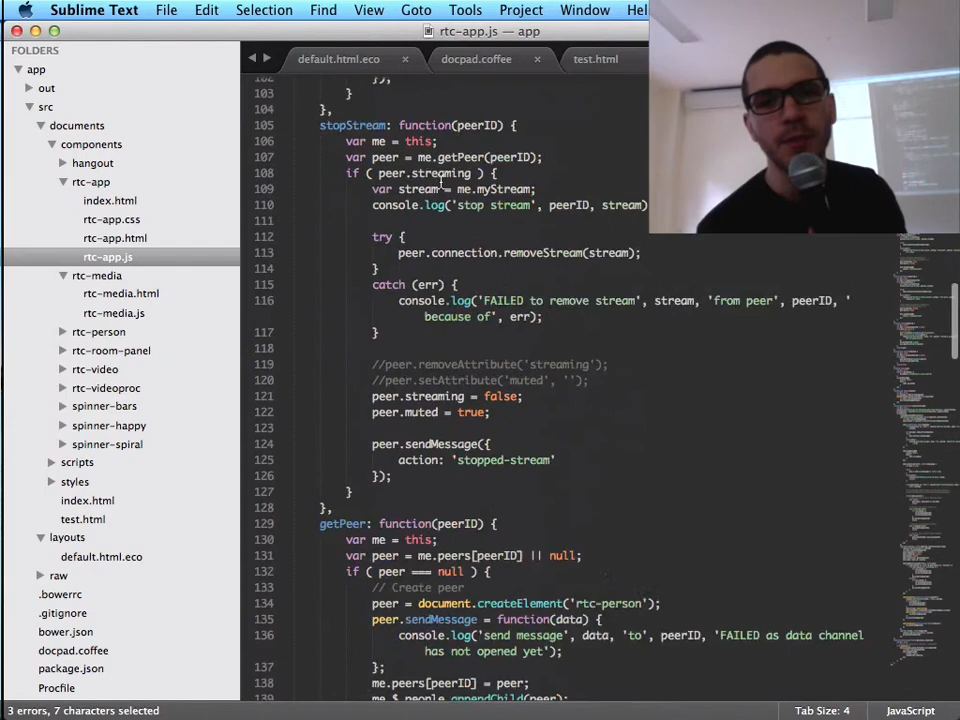 Sublime Text File Edit Selection Find View Goto Tools Project Window Hel
rtc-app.js — app
FOLDERS
default.html.eco × docpad.coffee × test.html
app
out
src
documents
components
hangout
rtc-app
index.html
rtc-app.css
rtc-app.html
rtc-app.js
rtc-media
rtc-media.html
rtc-media.js
rtc-person
rtc-room-panel
rtc-video
rtc-videoproc
spinner-bars
spinner-happy
spinner-spiral
scripts
styles
index.html
test.html
layouts
default.html.eco
raw
.bowerrc
.gitignore
bower.json
docpad.coffee
package.json
Procfile
102 });
103 }
104 },
105 stopStream: function(peerID) {
106 var me = this;
107 var peer = me.getPeer(peerID);
108 if ( peer.streaming ) {
109 var stream = me.myStream;
110 console.log('stop stream', peerID, stream)
111
112 try {
113 peer.connection.removeStream(stream);
114 }
115 catch (err) {
116 console.log('FAILED to remove stream', stream, 'from peer', peerID, '
because of', err);
117 }
118
119 //peer.removeAttribute('streaming');
120 //peer.setAttribute('muted', '');
121 peer.streaming = false;
122 peer.muted = true;
123
124 peer.sendMessage({
125 action: 'stopped-stream'
126 });
127 }
128 },
129 getPeer: function(peerID) {
130 var me = this;
131 var peer = me.peers[peerID] || null;
132 if ( peer === null ) {
133 // Create peer
134 peer = document.createElement('rtc-person');
135 peer.sendMessage = function(data) {
136 console.log('send message', data, 'to', peerID, 'FAILED as data channel
has not opened yet');
137 };
138 me.peers[peerID] = peer;
139 me.$.people.appendChild(peer);
3 errors, 7 characters selected Tab Size: 4 JavaScript